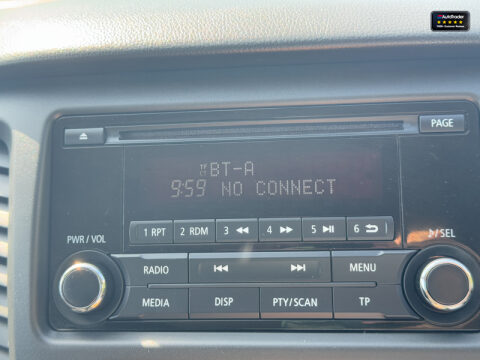 AutoTrader
PAGE
BT-A
9:59 NO CONNECT
1 RPT
2 RDM
3
4
5
6
PWR / VOL
/SEL
RADIO
MENU
MEDIA
DISP
PTY/SCAN
TP